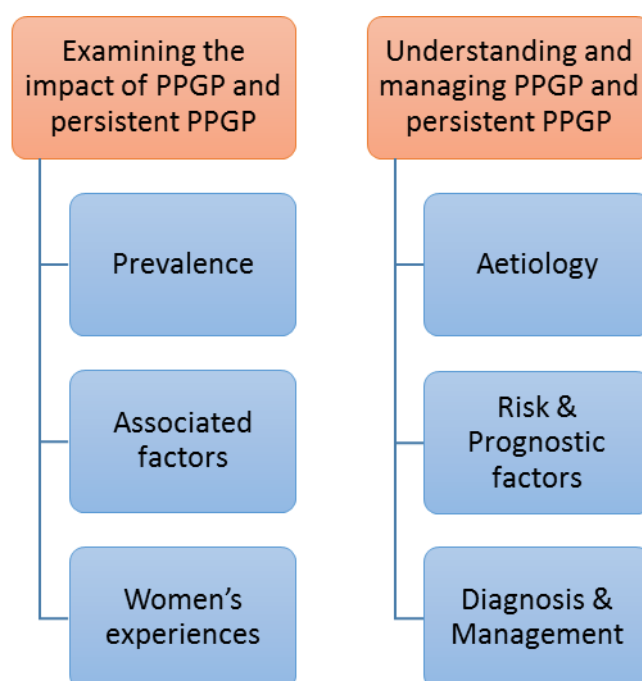 Examining the
impact of PPGP and
persistent PPGP
Prevalence
Associated
factors
Women’s
experiences
Understanding and
managing PPGP and
persistent PPGP
Aetiology
Risk &
Prognostic
factors
Diagnosis &
Management